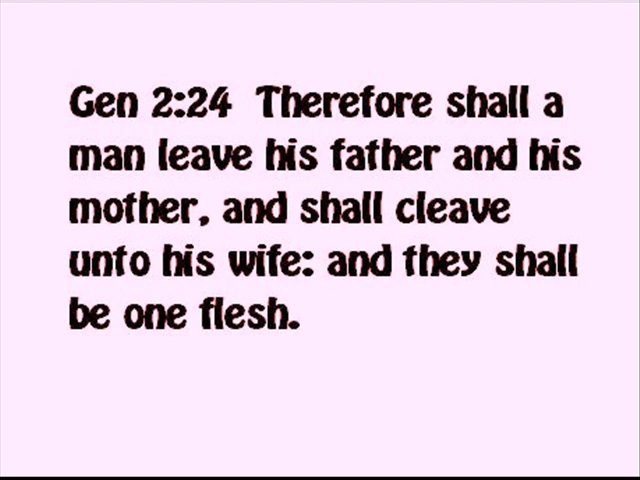 Gen 2:24  Therefore shall a
man leave his father and his
mother, and shall cleave
unto his wife: and they shall
be one flesh.